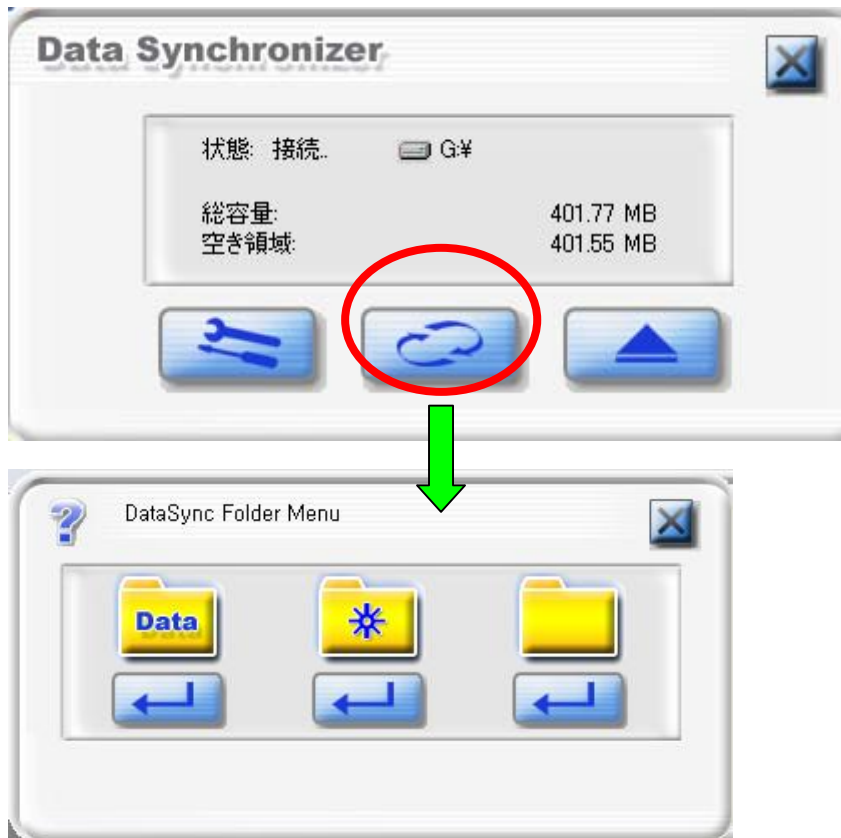 Data Synchronizer
状態: 接続.. G:¥
総容量: 401.77 MB
空き領域: 401.55 MB
DataSync Folder Menu
Data